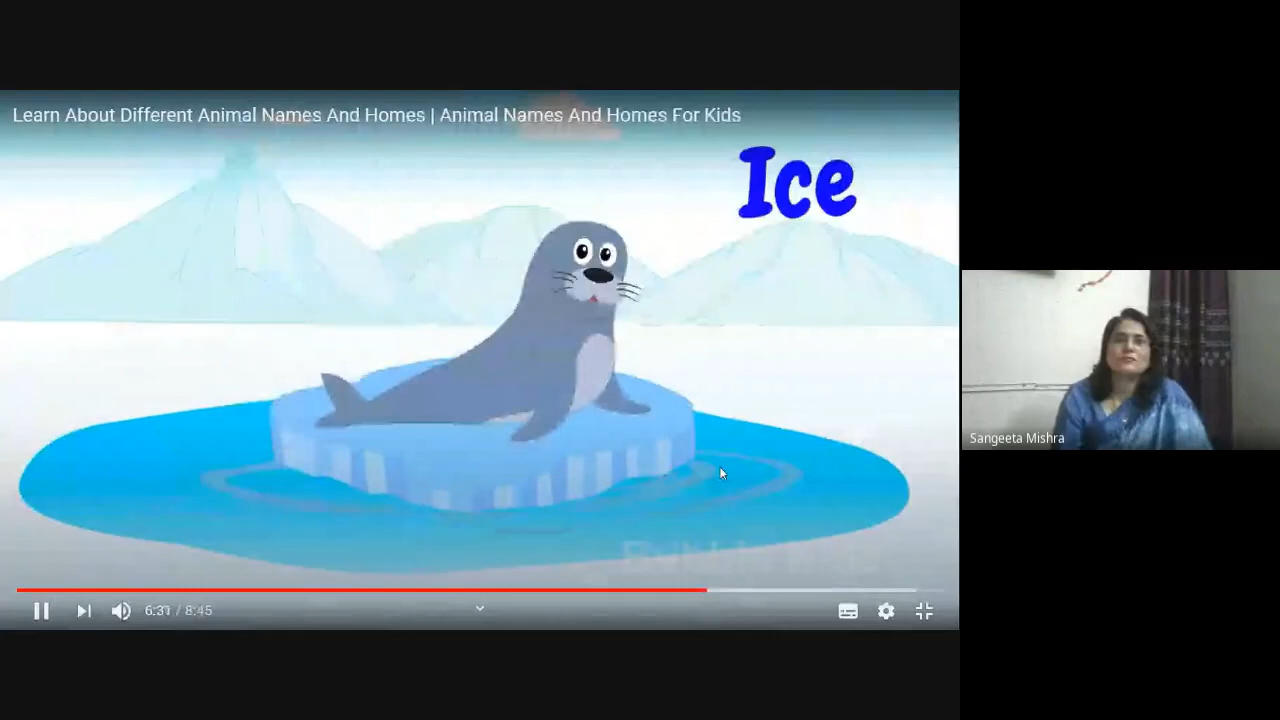 Learn About Different Animal Names And Homes | Animal Names And Homes For Kids
Ice
Sangeeta Mishra
6:31 / 8:45